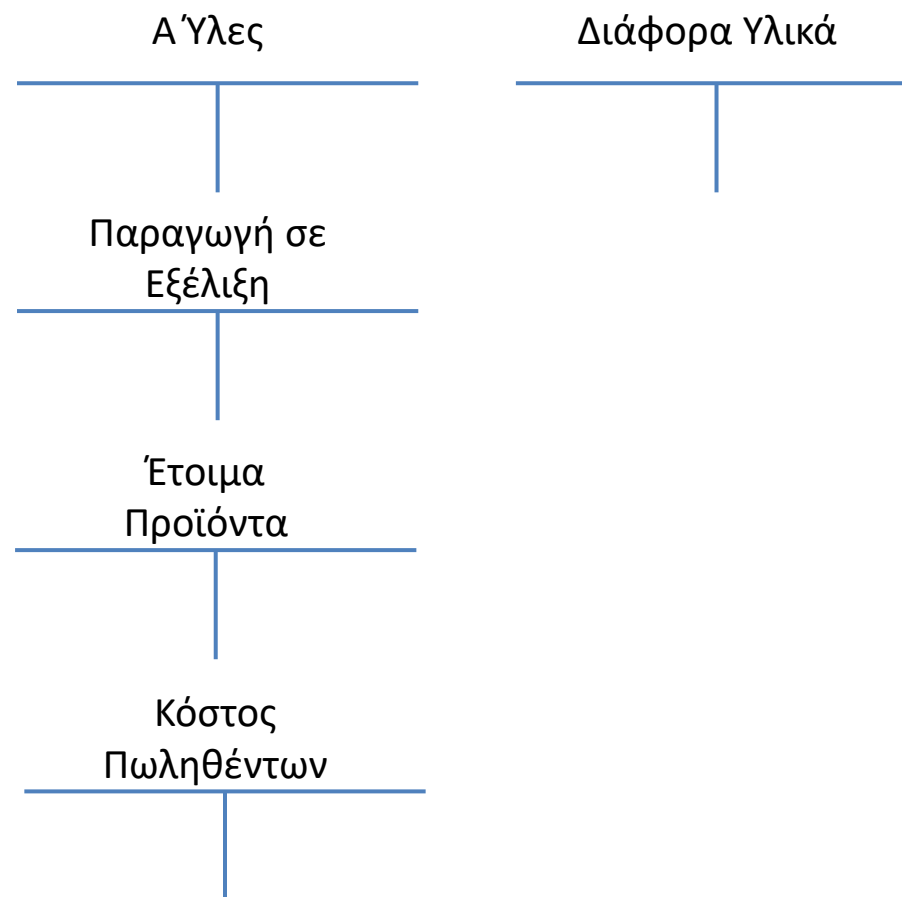 Α Ύλες
Διάφορα Υλικά
Παραγωγή σε
Εξέλιξη
Έτοιμα
Προϊόντα
Κόστος
Πωληθέντων